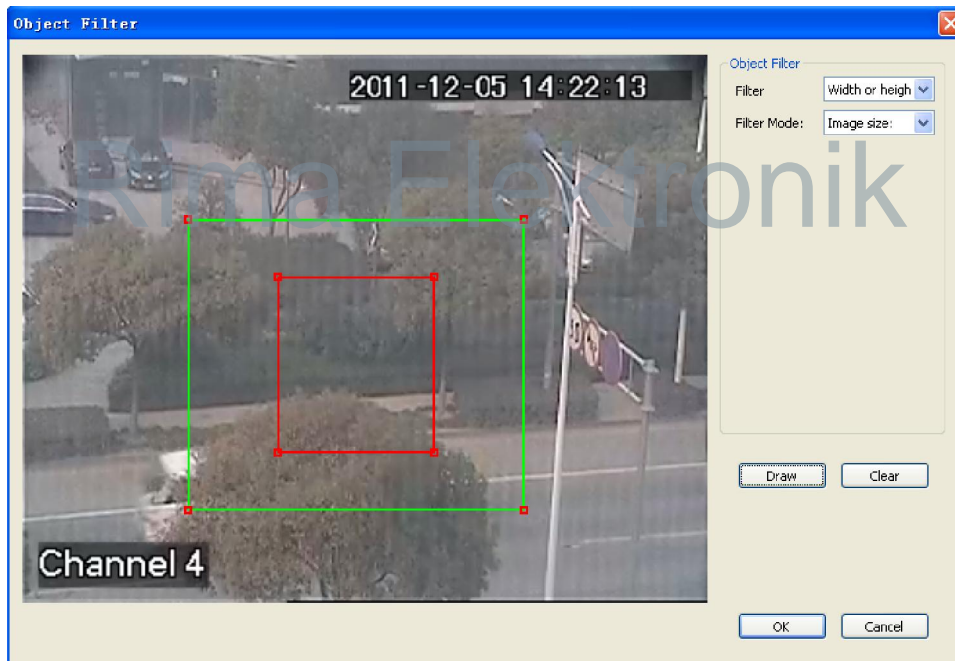 Object Filter
2011-12-05 14:22:13
Object Filter
Filter
Width or heigh
Filter Mode:
Image size:
Rima Elektronik
Draw
Clear
Channel 4
OK
Cancel